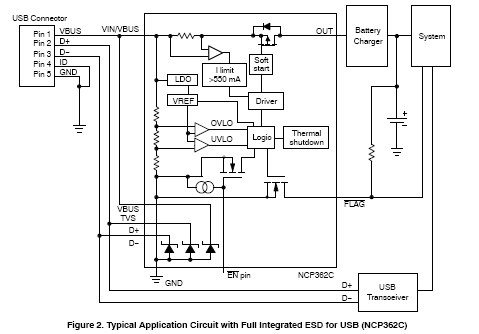 USB Connector
Pin 1 VBUS
Pin 2 D+
Pin 3 D−
Pin 4 ID
Pin 5 GND
VIN/VBUS
OUT
Battery
Charger
System
I limit
>550 mA
Soft
start
LDO
VREF
Driver
OVLO
UVLO
Logic
Thermal
shutdown
+
VBUS
TVS
D+
D−
FLAG
EN pin
NCP362C
GND
D+
D−
USB
Transoeiver
Figure 2. Typical Application Circuit with Full Integrated ESD for USB (NCP362C)